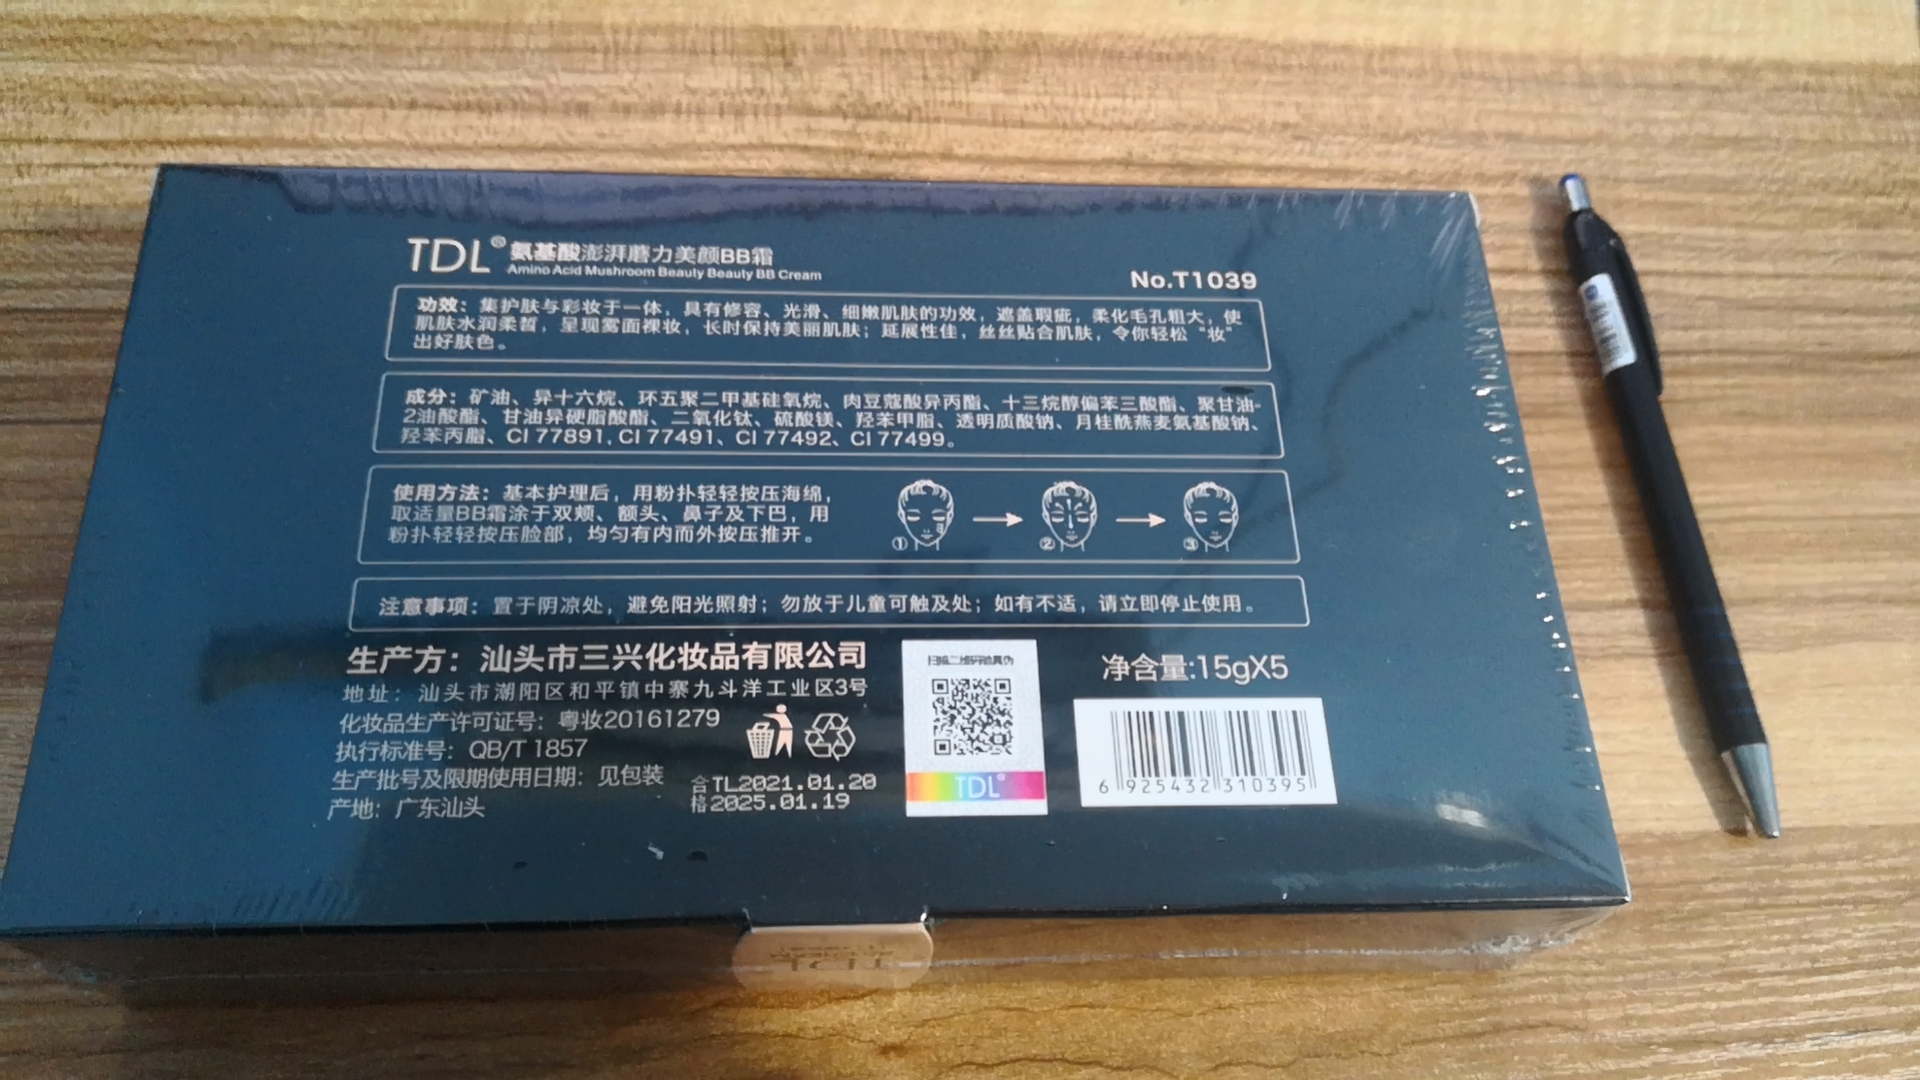 TDL® 氨基酸澎湃蘑力美颜BB霜
Amino Acid Mushroom Beauty Beauty BB Cream
No.T1039
功效：集护肤与彩妆于一体，具有修容、光滑、细嫩肌肤的功效，遮盖瑕疵，柔化毛孔粗大，使
肌肤水润柔皙，呈现雾面裸妆，长时保持美丽肌肤；延展性佳，丝丝贴合肌肤，令你轻松“妆”
出好肤色。
成分：矿油、异十六烷、环五聚二甲基硅氧烷、肉豆蔻酸异丙酯、十三烷醇偏苯三酸酯、聚甘油-
2油酸酯、甘油异硬脂酸酯、二氧化钛、硫酸镁、羟苯甲脂、透明质酸钠、月桂酰燕麦氨基酸钠、
羟苯丙脂、CI 77891, CI 77491、CI 77492、CI 77499。
使用方法：基本护理后，用粉扑轻轻按压海绵，
取适量BB霜涂于双颊、额头、鼻子及下巴，用
粉扑轻轻按压脸部，均匀有内而外按压推开。
① ② ③
注意事项：置于阴凉处，避免阳光照射；勿放于儿童可触及处；如有不适，请立即停止使用。
生产方：汕头市三兴化妆品有限公司
地址：汕头市潮阳区和平镇中寨九斗洋工业区3号
化妆品生产许可证号：粤妆20161279
执行标准号：QB/T 1857
生产批号及限期使用日期：见包装
产地：广东汕头
合格
TL2021.01.20
2025.01.19
扫描二维码验真伪
TDL®
净含量:15gX5
6 925432 310395